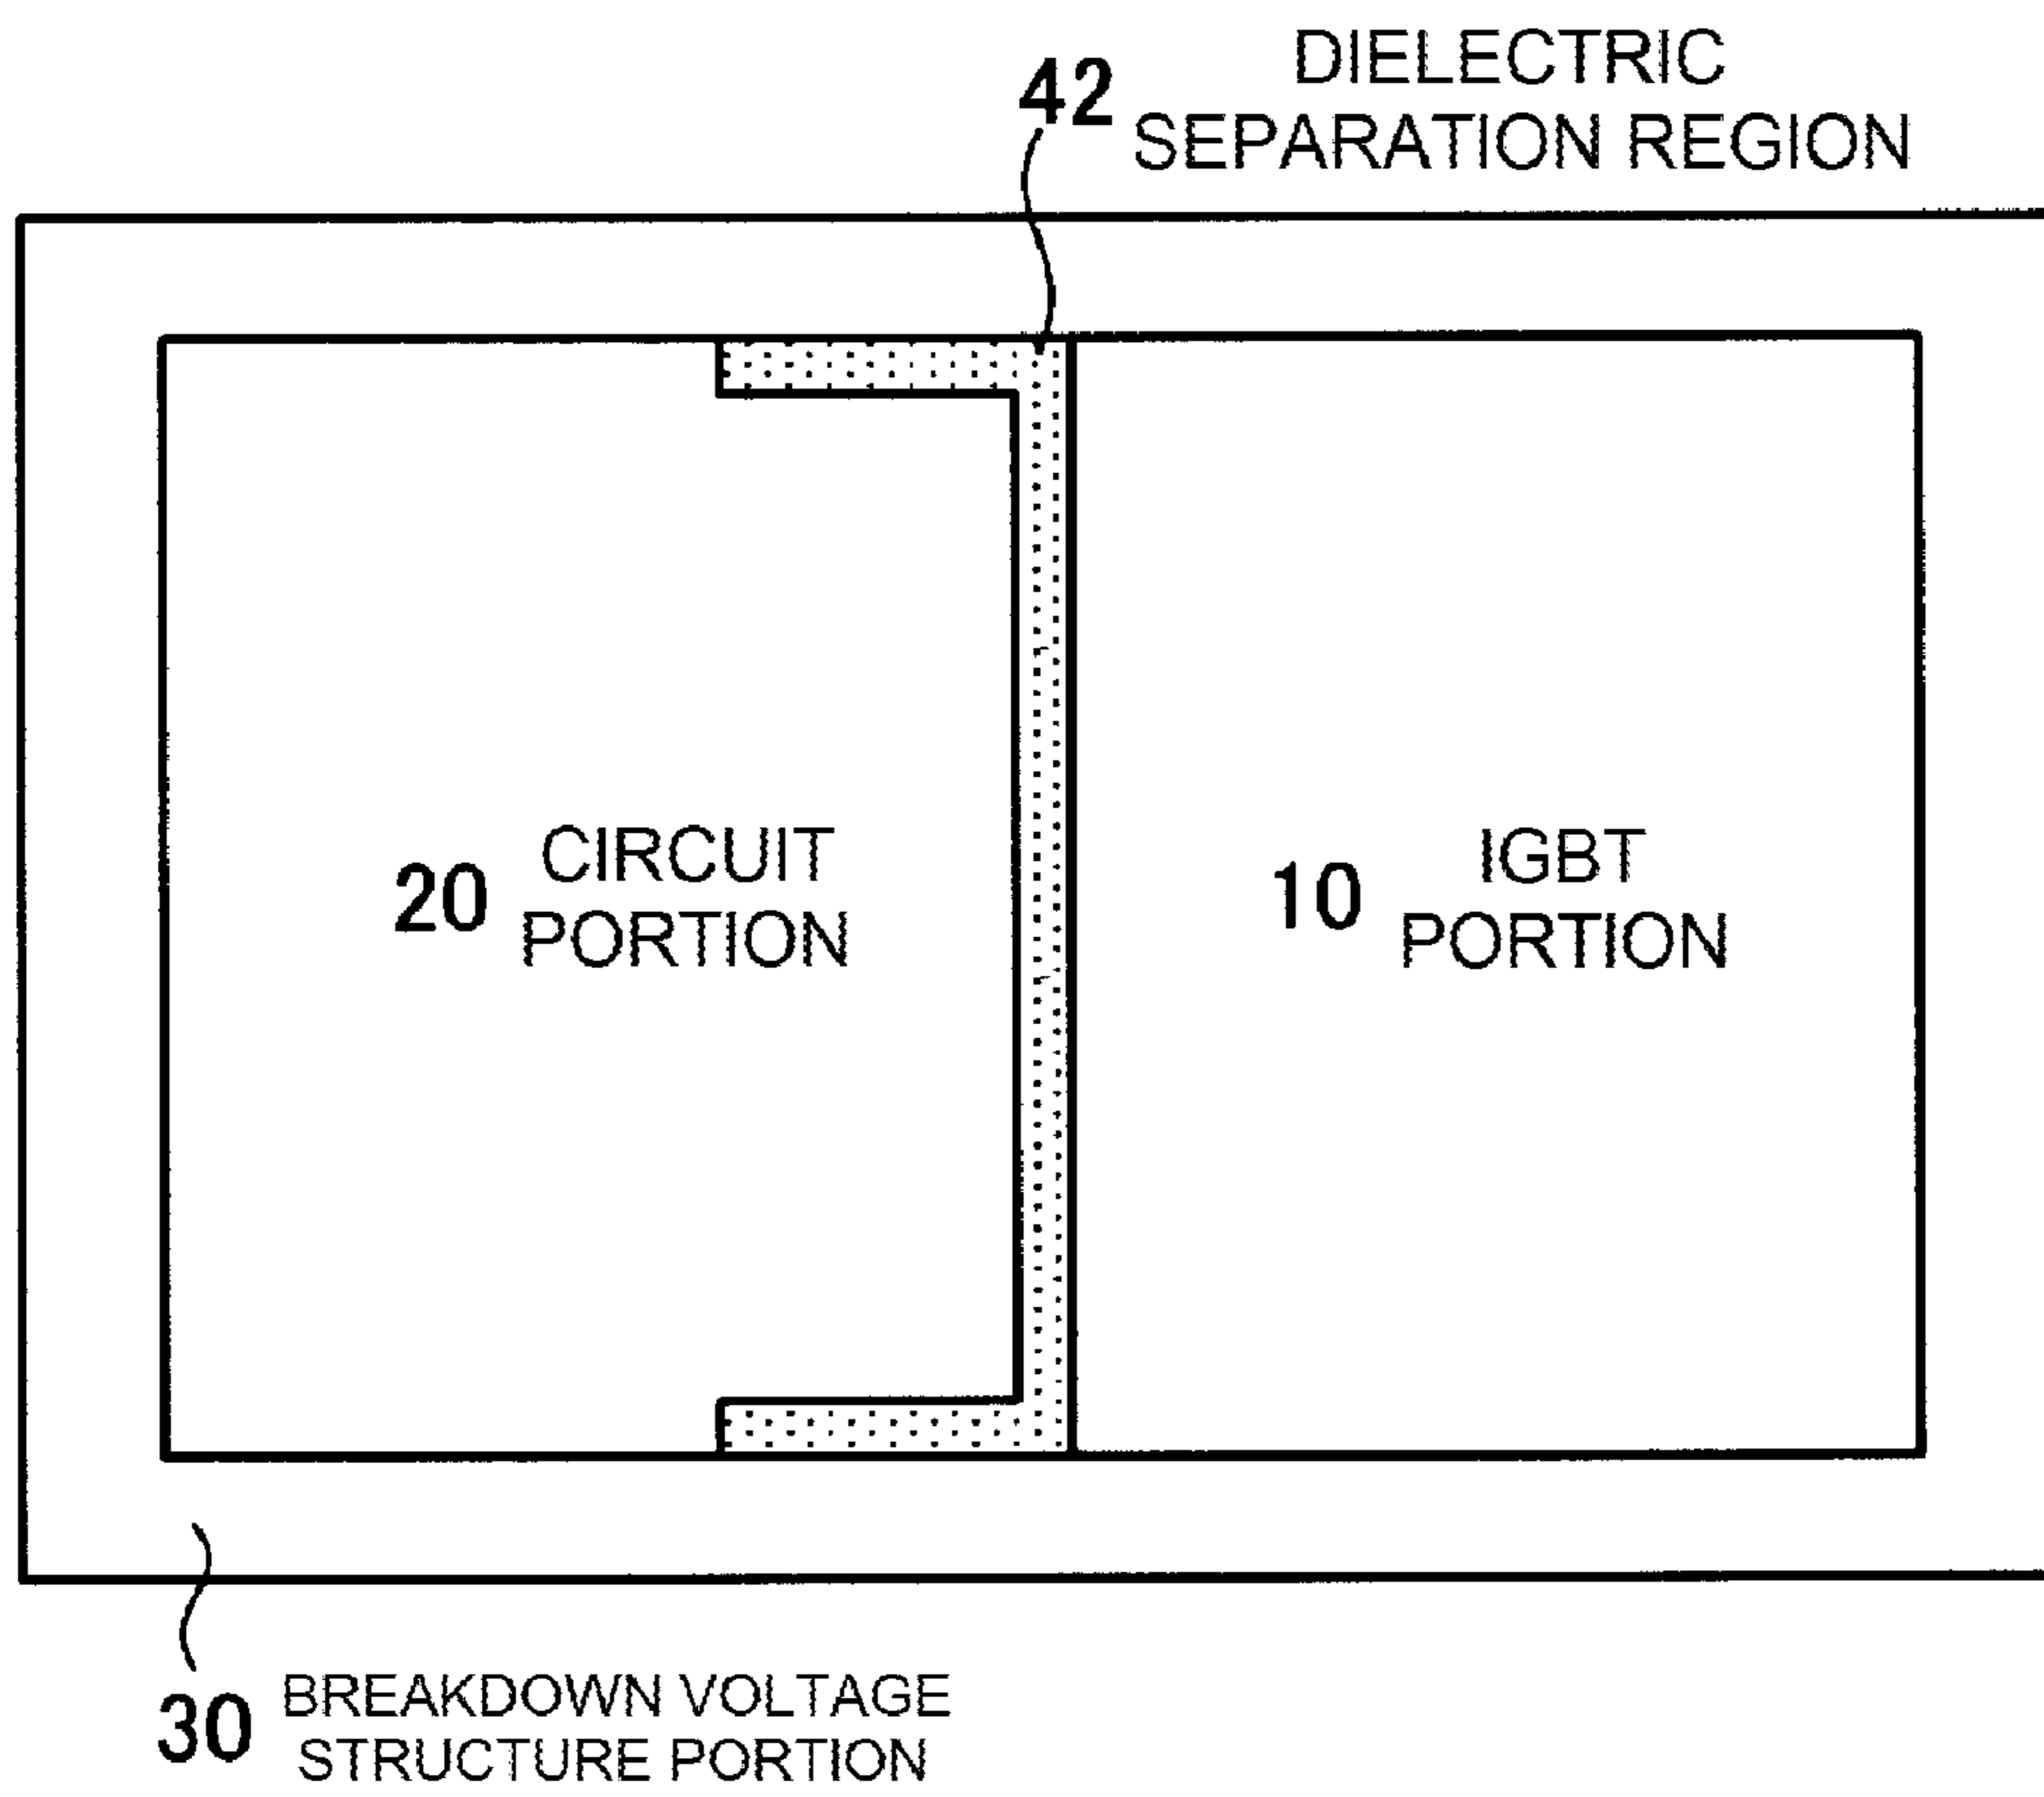 DIELECTRIC
42 SEPARATION REGION
CIRCUIT
20 PORTION
IGBT
10 PORTION
BREAKDOWN VOLTAGE
30 STRUCTURE PORTION